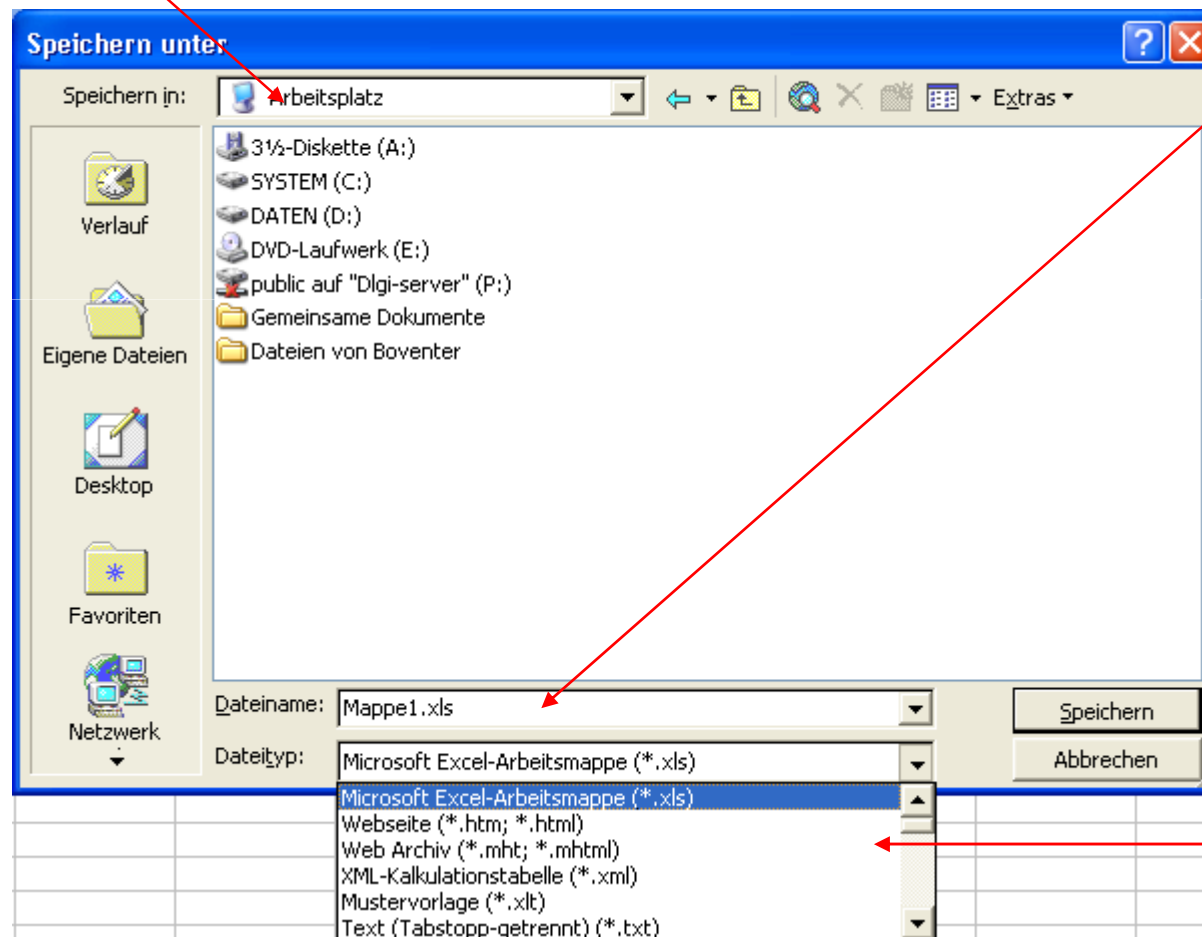 Speichern unter
Speichern in: Arbeitsplatz Extras
3½-Diskette (A:)
SYSTEM (C:)
DATEN (D:)
DVD-Laufwerk (E:)
public auf "Dlgi-server" (P:)
Gemeinsame Dokumente
Dateien von Boventer
Verlauf
Eigene Dateien
Desktop
Favoriten
Netzwerk
Dateiname: Mappe1.xls Speichern
Dateityp: Microsoft Excel-Arbeitsmappe (*.xls) Abbrechen
Microsoft Excel-Arbeitsmappe (*.xls)
Webseite (*.htm; *.html)
Web Archiv (*.mht; *.mhtml)
XML-Kalkulationstabelle (*.xml)
Mustervorlage (*.xlt)
Text (Tabstopp-getrennt) (*.txt)